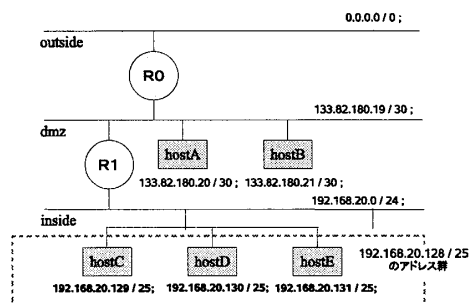 0.0.0.0 / 0 ;
outside
R0
133.82.180.19 / 30 ;
dmz
R1
hostA
hostB
133.82.180.20 / 30 ; 133.82.180.21 / 30 ;
192.168.20.0 / 24 ;
inside
hostC
hostD
hostE
192.168.20.128 / 25
のアドレス群
192.168.20.129 / 25; 192.168.20.130 / 25; 192.168.20.131 / 25;